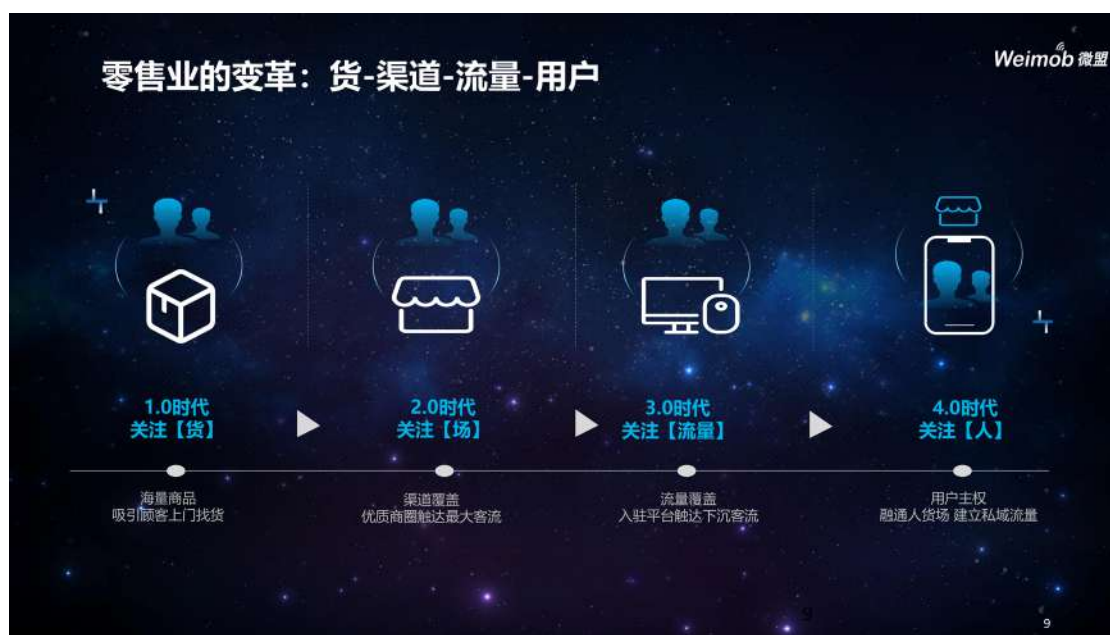 零售业的变革：货-渠道-流量-用户
Weimob 微盟
1.0时代
关注【货】
2.0时代
关注【场】
3.0时代
关注【流量】
4.0时代
关注【人】
海量商品
吸引顾客上门找货
渠道覆盖
优质商圈触达最大客流
流量覆盖
入驻平台触达下沉客流
用户主权
融通人货场 建立私域流量
9
9